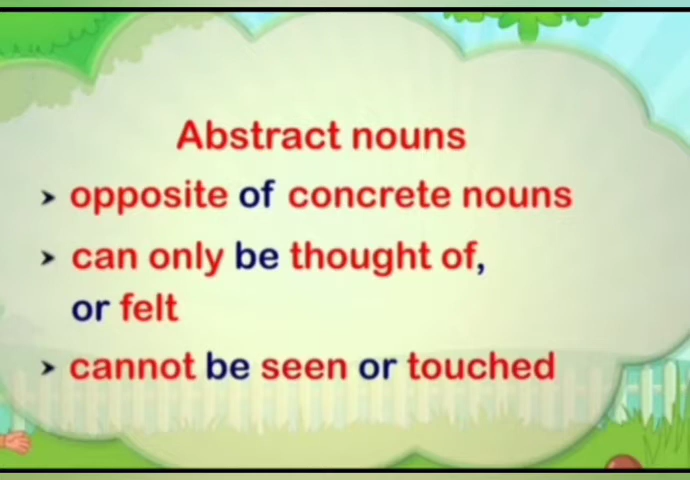 Abstract nouns
➤ opposite of concrete nouns
➤ can only be thought of,
or felt
➤ cannot be seen or touched